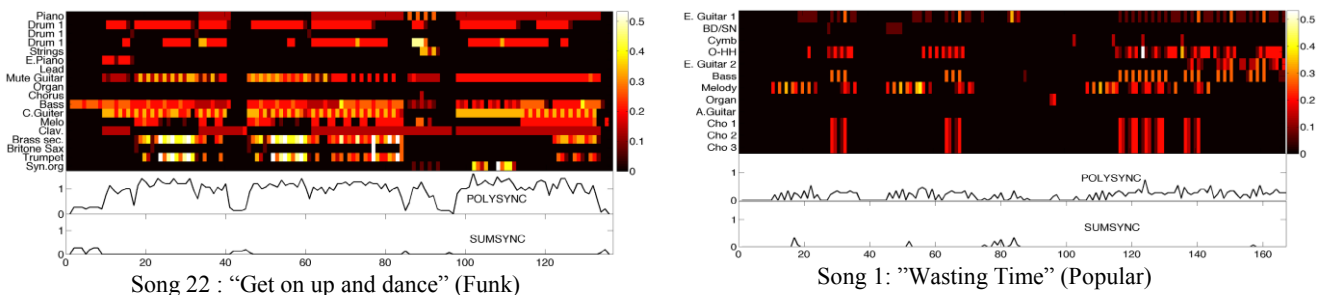 Piano
Drum 1
Drum 1
Drum 1
Strings
E.Piano
Lead
Mute Guitar
Organ
Chorus
Bass
C.Guiter
Melo
Clav.
Brass sec.
Britone Sax
Trumpet
Syn.org
0.5
0.4
0.3
0.2
0.1
0
1
0
POLYSYNC
1
0
SUMSYNC
0 20 40 60 80 100 120
Song 22 : “Get on up and dance” (Funk)
E. Guitar 1
BD/SN
Cymb
O-HH
E. Guitar 2
Bass
Melody
Organ
A.Guitar
Cho 1
Cho 2
Cho 3
0.5
0.4
0.3
0.2
0.1
0
1
0
POLYSYNC
1
0
SUMSYNC
0 20 40 60 80 100 120 140 160
Song 1: ”Wasting Time” (Popular)